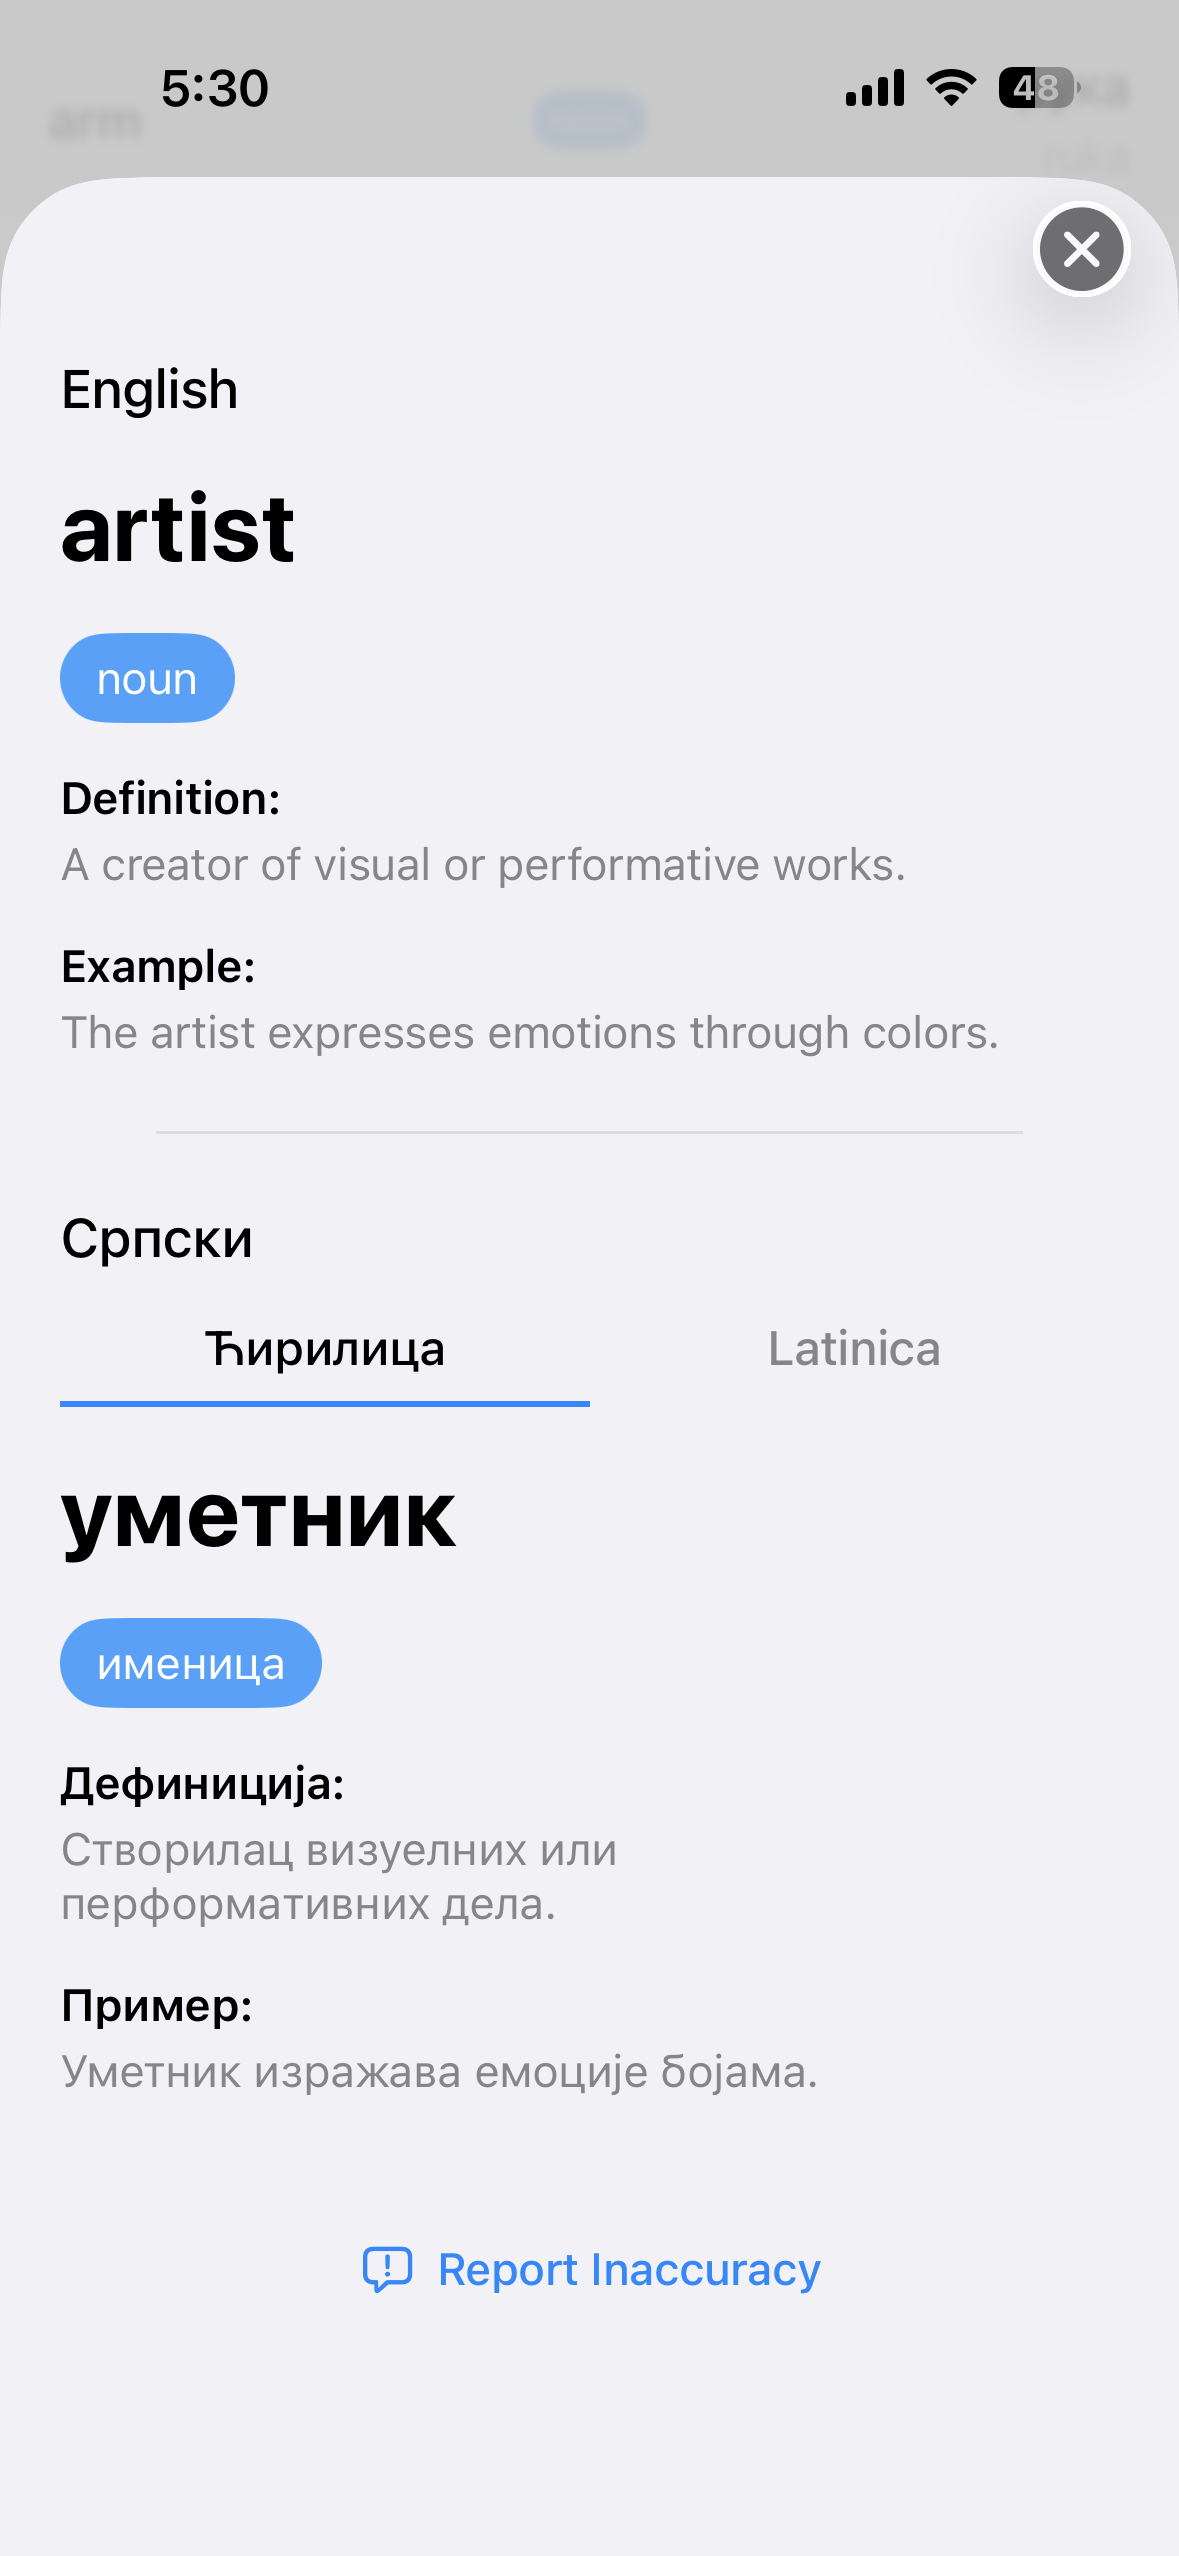 5:30
48
arm
English
artist
noun
Definition:
A creator of visual or performative works.
Example:
The artist expresses emotions through colors.
Српски
Ћирилица
Latinica
уметник
именица
Дефиниција:
Створилац визуелних или
перформативних дела.
Пример:
Уметник изражава емоције бојама.
Report Inaccuracy